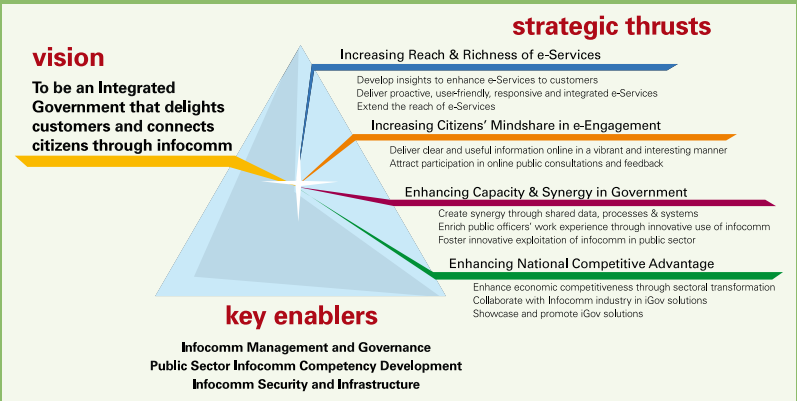 strategic thrusts
vision
To be an Integrated
Government that delights
customers and connects
citizens through infocomm
Increasing Reach & Richness of e-Services
Develop insights to enhance e-Services to customers
Deliver proactive, user-friendly, responsive and integrated e-Services
Extend the reach of e-Services
Increasing Citizens' Mindshare in e-Engagement
Deliver clear and useful information online in a vibrant and interesting manner
Attract participation in online public consultations and feedback
Enhancing Capacity & Synergy in Government
Create synergy through shared data, processes & systems
Enrich public officers' work experience through innovative use of infocomm
Foster innovative exploitation of infocomm in public sector
Enhancing National Competitive Advantage
Enhance economic competitiveness through sectoral transformation
Collaborate with Infocomm industry in iGov solutions
Showcase and promote iGov solutions
key enablers
Infocomm Management and Governance
Public Sector Infocomm Competency Development
Infocomm Security and Infrastructure